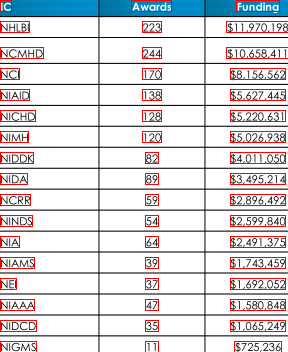 IC Awards Funding
NHLBI 223 $11,970,198
NCMHD 244 $10,658,411
NCI 170 $8,156,562
NIAID 138 $5,627,445
NICHD 128 $5,220,631
NIMH 120 $5,026,938
NIDDK 82 $4,011,050
NIDA 89 $3,495,214
NCRR 59 $2,896,492
NINDS 54 $2,599,840
NIA 64 $2,491,375
NIAMS 39 $1,743,459
NEI 37 $1,692,052
NIAAA 47 $1,580,848
NIDCD 35 $1,065,249
NIGMS 11 $725,236